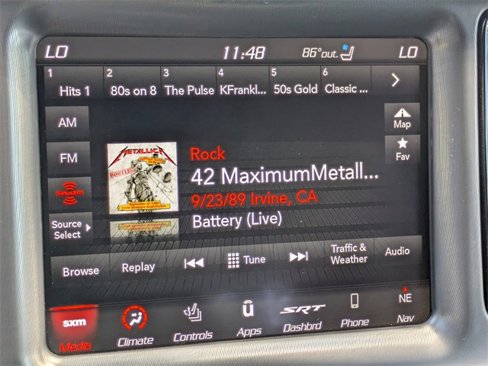 LO 11:48 86°out. LO
1 2 3 4 5 6
Hits 1 80s on 8 The Pulse KFrankl... 50s Gold Classic ...
AM
Map
FM
Fav
METALLICA
Rock
42 MaximumMetall...
9/23/89 Irvine, CA
Battery (Live)
SiriusXM
Source
Select
Browse Replay Tune Traffic & Weather Audio
sxm
Media
Climate
Controls
ü
Apps
SRT
Dashbrd
Phone
NE
Nav